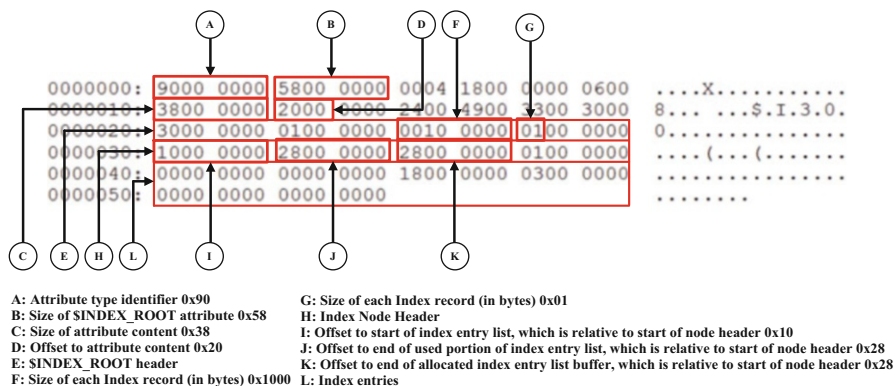 A B D F G
0000000: 9000 0000 5800 0000 0004 1800 0000 0600 ....X...........
0000010: 3800 0000 2000 0000 2400 4900 3300 3000 8... ...$.I.3.0.
0000020: 3000 0000 0100 0000 0010 0000 0100 0000 0...............
0000030: 1000 0000 2800 0000 2800 0000 0100 0000 ....(...(.......
0000040: 0000 0000 0000 0000 1800 0000 0300 0000 ................
0000050: 0000 0000 0000 0000 ........
C E H L I J K
A: Attribute type identifier 0x90
B: Size of $INDEX_ROOT attribute 0x58
C: Size of attribute content 0x38
D: Offset to attribute content 0x20
E: $INDEX_ROOT header
F: Size of each Index record (in bytes) 0x1000
G: Size of each Index record (in bytes) 0x01
H: Index Node Header
I: Offset to start of index entry list, which is relative to start of node header 0x10
J: Offset to end of used portion of index entry list, which is relative to start of node header 0x28
K: Offset to end of allocated index entry list buffer, which is relative to start of node header 0x28
L: Index entries